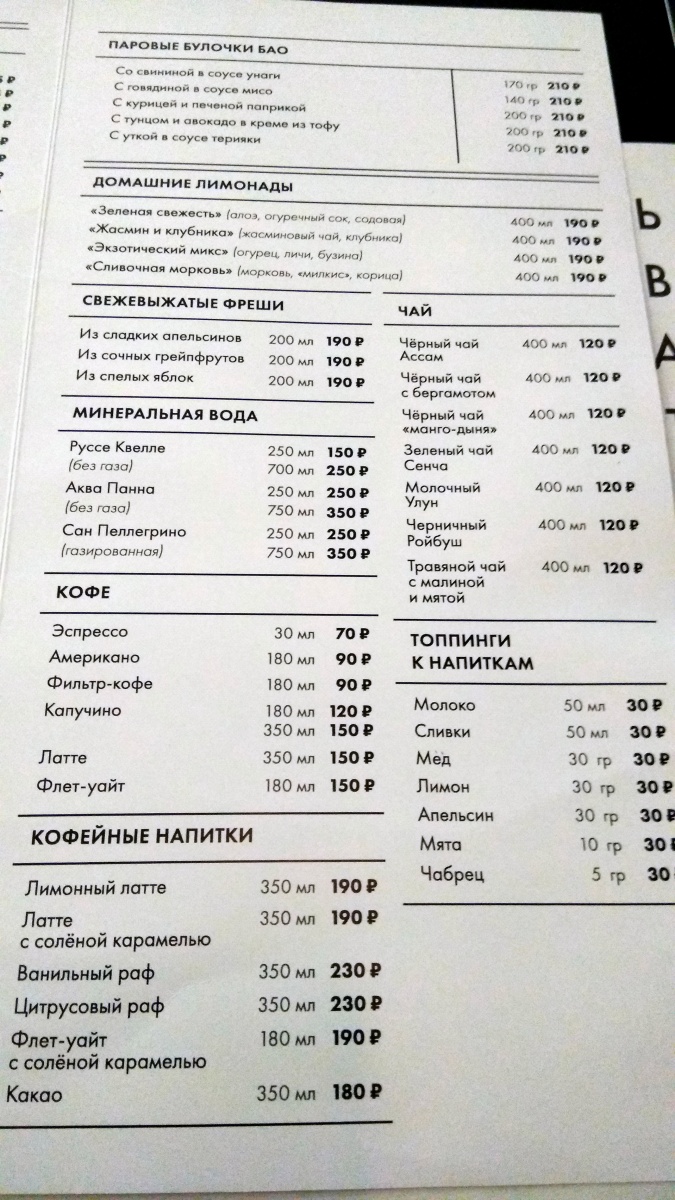 ПАРОВЫЕ БУЛОЧКИ БАО
Со свининой в соусе унаги 170 гр 210 ₽
С говядиной в соусе мисо 140 гр 210 ₽
С курицей и печеной паприкой 200 гр 210 ₽
С тунцом и авокадо в креме из тофу 200 гр 210 ₽
С уткой в соусе терияки 200 гр 210 ₽
ДОМАШНИЕ ЛИМОНАДЫ
«Зеленая свежесть» (алоэ, огуречный сок, содовая) 400 мл 190 ₽
«Жасмин и клубника» (жасминовый чай, клубника) 400 мл 190 ₽
«Экзотический микс» (огурец, личи, бузина) 400 мл 190 ₽
«Сливочная морковь» (морковь, «милкис», корица) 400 мл 190 ₽
СВЕЖЕВЫЖАТЫЕ ФРЕШИ
Из сладких апельсинов 200 мл 190 ₽
Из сочных грейпфрутов 200 мл 190 ₽
Из спелых яблок 200 мл 190 ₽
МИНЕРАЛЬНАЯ ВОДА
Руссе Квелле 250 мл 150 ₽
(без газа) 700 мл 250 ₽
Аква Панна 250 мл 250 ₽
(без газа) 750 мл 350 ₽
Сан Пеллегрино 250 мл 250 ₽
(газированная) 750 мл 350 ₽
КОФЕ
Эспрессо 30 мл 70 ₽
Американо 180 мл 90 ₽
Фильтр-кофе 180 мл 90 ₽
Капучино 180 мл 120 ₽
350 мл 150 ₽
Латте 350 мл 150 ₽
Флет-уайт 180 мл 150 ₽
КОФЕЙНЫЕ НАПИТКИ
Лимонный латте 350 мл 190 ₽
Латте 350 мл 190 ₽
с солёной карамелью
Ванильный раф 350 мл 230 ₽
Цитрусовый раф 350 мл 230 ₽
Флет-уайт 180 мл 190 ₽
с солёной карамелью
Какао 350 мл 180 ₽
ЧАЙ
Чёрный чай 400 мл 120 ₽
Ассам
Чёрный чай 400 мл 120 ₽
с бергамотом
Чёрный чай 400 мл 120 ₽
«манго-дыня»
Зеленый чай 400 мл 120 ₽
Сенча
Молочный 400 мл 120 ₽
Улун
Черничный 400 мл 120 ₽
Ройбуш
Травяной чай 400 мл 120 ₽
с малиной
и мятой
ТОППИНГИ
К НАПИТКАМ
Молоко 50 мл 30 ₽
Сливки 50 мл 30 ₽
Мёд 30 гр 30 ₽
Лимон 30 гр 30 ₽
Апельсин 30 гр 30 ₽
Мята 10 гр 30
Чабрец 5 гр 30
Ь
В